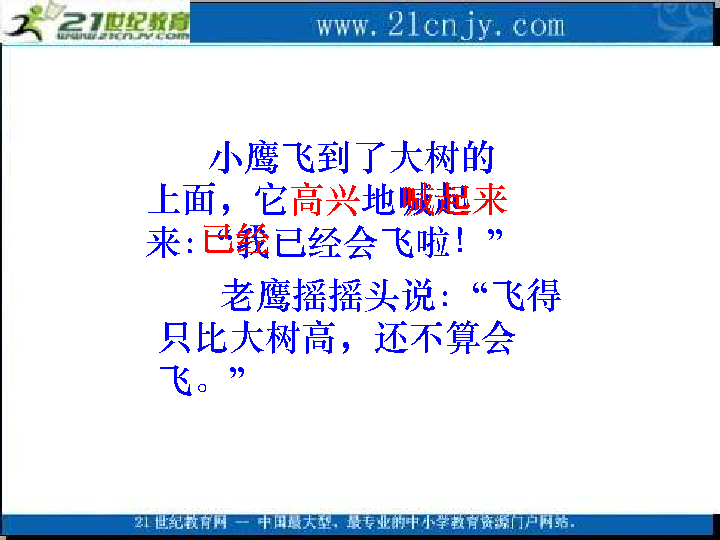 21世纪教育
WWW.21CNJY.COM
www.21cnjy.com
小鹰飞到了大树的
上面，它高兴地喊起来
来：“我已经会飞啦！”
已经
老鹰摇摇头说：“飞得
只比大树高，还不算会
飞。”
21世纪教育网 -- 中国最大型、最专业的中小学教育资源门户网站.